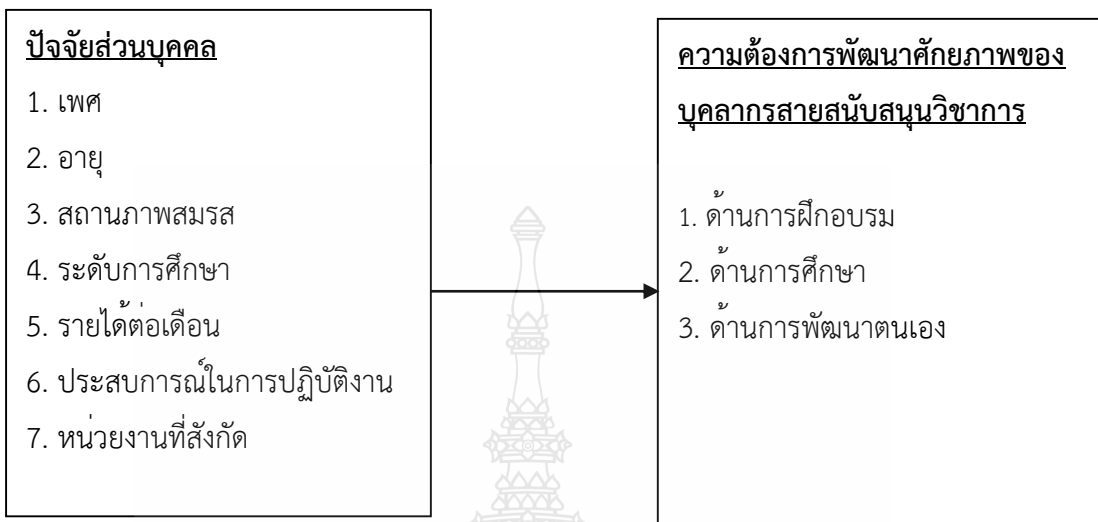 ปัจจัยส่วนบุคคล
1. เพศ
2. อายุ
3. สถานภาพสมรส
4. ระดับการศึกษา
5. รายได้ต่อเดือน
6. ประสบการณ์ในการปฏิบัติงาน
7. หน่วยงานที่สังกัด
ความต้องการพัฒนาศักยภาพของ
บุคลากรสายสนับสนุนวิชาการ
1. ด้านการฝึกอบรม
2. ด้านการศึกษา
3. ด้านการพัฒนาตนเอง